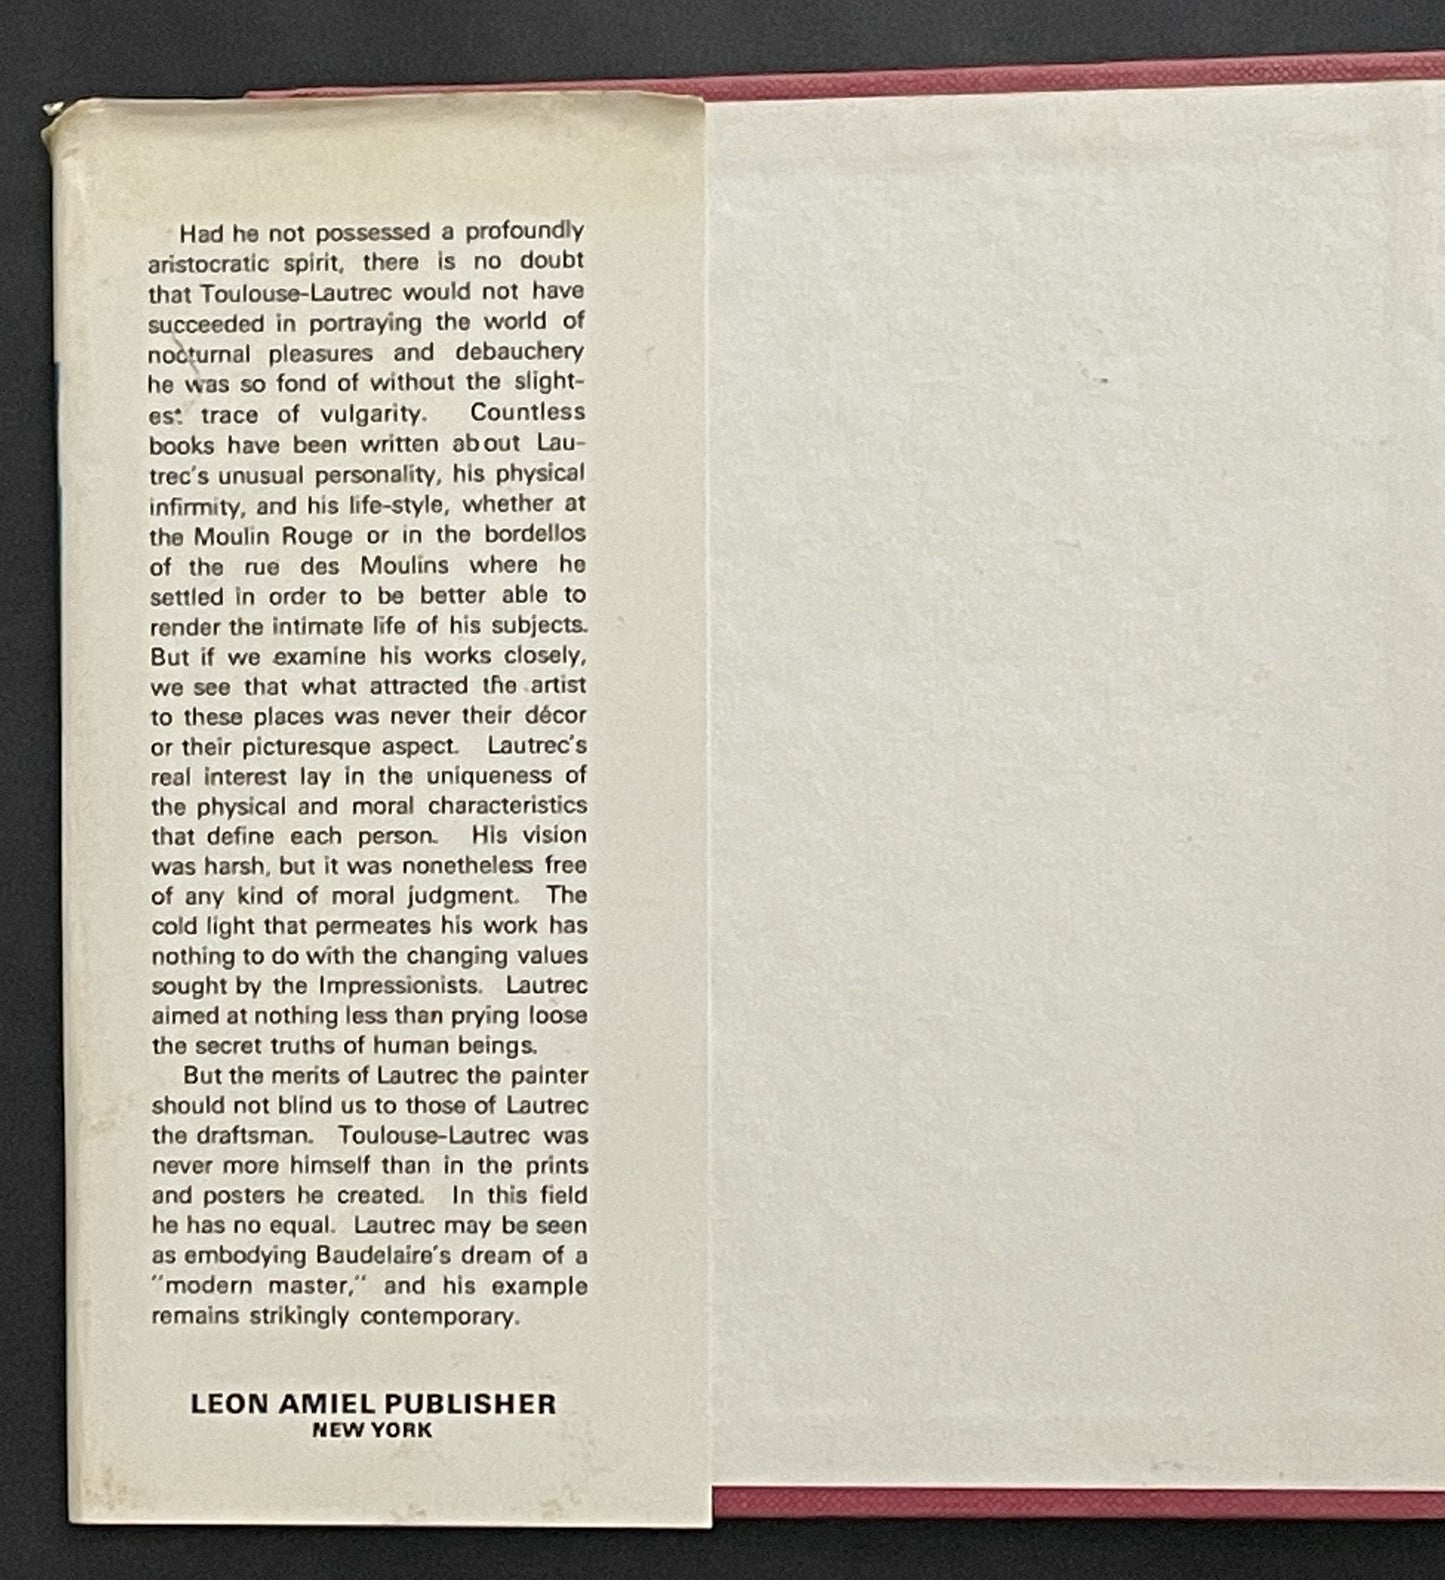 Had he not possessed a profoundly
aristocratic spirit, there is no doubt
that Toulouse-Lautrec would not have
succeeded in portraying the world of
nocturnal pleasures and debauchery
he was so fond of without the slight-
est trace of vulgarity. Countless
books have been written about Lau-
trec's unusual personality, his physical
infirmity, and his life-style, whether at
the Moulin Rouge or in the bordellos
of the rue des Moulins where he
settled in order to be better able to
render the intimate life of his subjects.
But if we examine his works closely,
we see that what attracted the artist
to these places was never their décor
or their picturesque aspect. Lautrec's
real interest lay in the uniqueness of
the physical and moral characteristics
that define each person. His vision
was harsh, but it was nonetheless free
of any kind of moral judgment. The
cold light that permeates his work has
nothing to do with the changing values
sought by the Impressionists. Lautrec
aimed at nothing less than prying loose
the secret truths of human beings.
But the merits of Lautrec the painter
should not blind us to those of Lautrec
the draftsman. Toulouse-Lautrec was
never more himself than in the prints
and posters he created. In this field
he has no equal. Lautrec may be seen
as embodying Baudelaire's dream of a
"modern master," and his example
remains strikingly contemporary.
LEON AMIEL PUBLISHER
NEW YORK